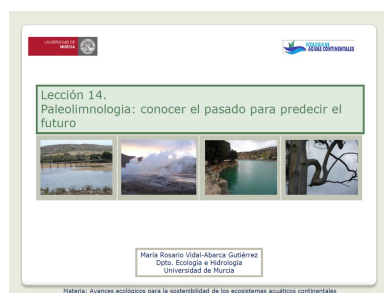 UNIVERSIDAD DE
MURCIA
ECOLOGÍA DE
AGUAS CONTINENTALES
Lección 14.
Paleolimnologia: conocer el pasado para predecir el
futuro
María Rosario Vidal-Abarca Gutiérrez
Dpto. Ecología e Hidrología
Universidad de Murcia
Materia: Avances ecológicos para la sostenibilidad de los ecosistemas acuáticos continentales